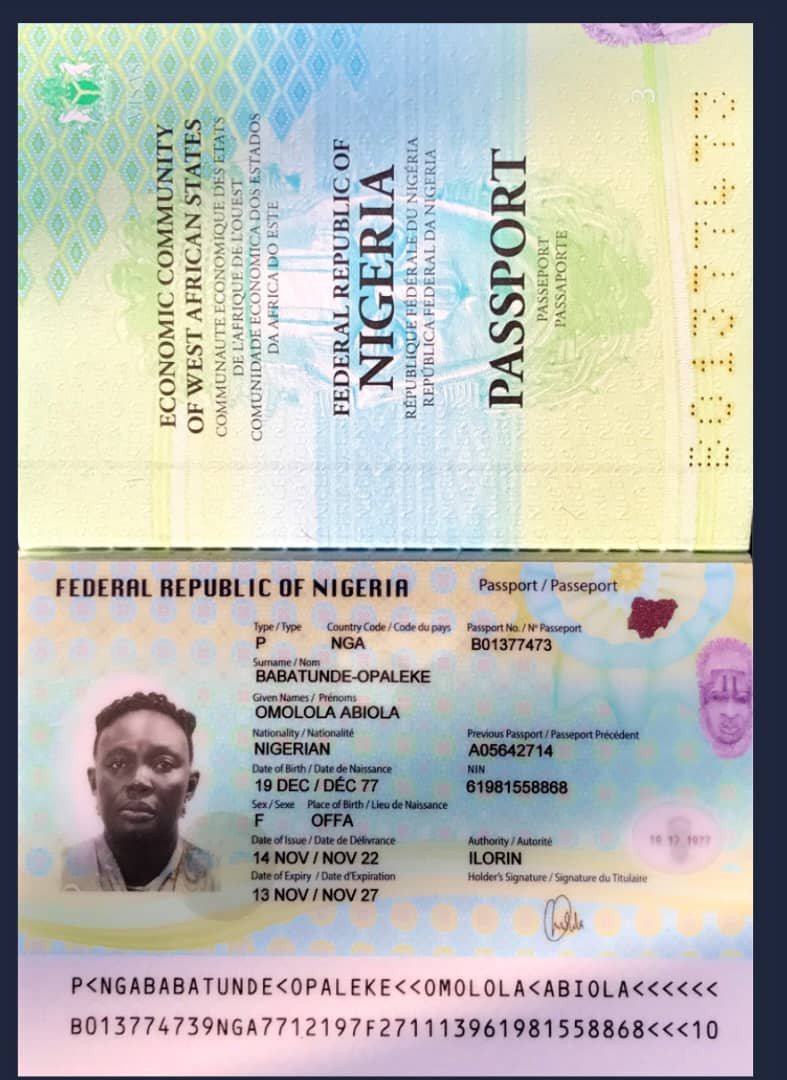 ECONOMIC COMMUNITY
OF WEST AFRICAN STATES
COMMUNAUTE ECONOMIQUE DES ETATS
DE L'AFRIQUE DE L'OUEST
COMUNIDADE ECONOMICA DOS ESTADOS
DA AFRICA DO ESTE
FEDERAL REPUBLIC OF
NIGERIA
RÉPUBLIQUE FÉDÉRALE DU NIGÉRIA
REPÚBLICA FEDERAL DA NIGERIA
PASSPORT
PASSEPORT
PASSAPORTE
3
B01377473
FEDERAL REPUBLIC OF NIGERIA
Passport / Passeport
Type / Type Country Code / Code du pays Passport No. / N° Passeport
P NGA B01377473
Surname / Nom
BABATUNDE-OPALEKE
Given Names / Prénoms
OMOLOLA ABIOLA
Nationality / Nationalité Previous Passport / Passeport Précédent
NIGERIAN A05642714
Date of Birth / Date de Naissance NIN
19 DEC / DÉC 77 61981558868
Sex / Sexe Place of Birth / Lieu de Naissance
F OFFA
19 12 1977
Date of Issue / Date de Délivrance Authority / Autorité
14 NOV / NOV 22 ILORIN
Date of Expiry / Date d'Expiration Holder's Signature / Signature du Titulaire
13 NOV / NOV 27
P<NGABABATUNDE<OPALEKE<<OMOLOLA<ABIOLA<<<<<<
B013774739NGA7712197F271113961981558868<<<10